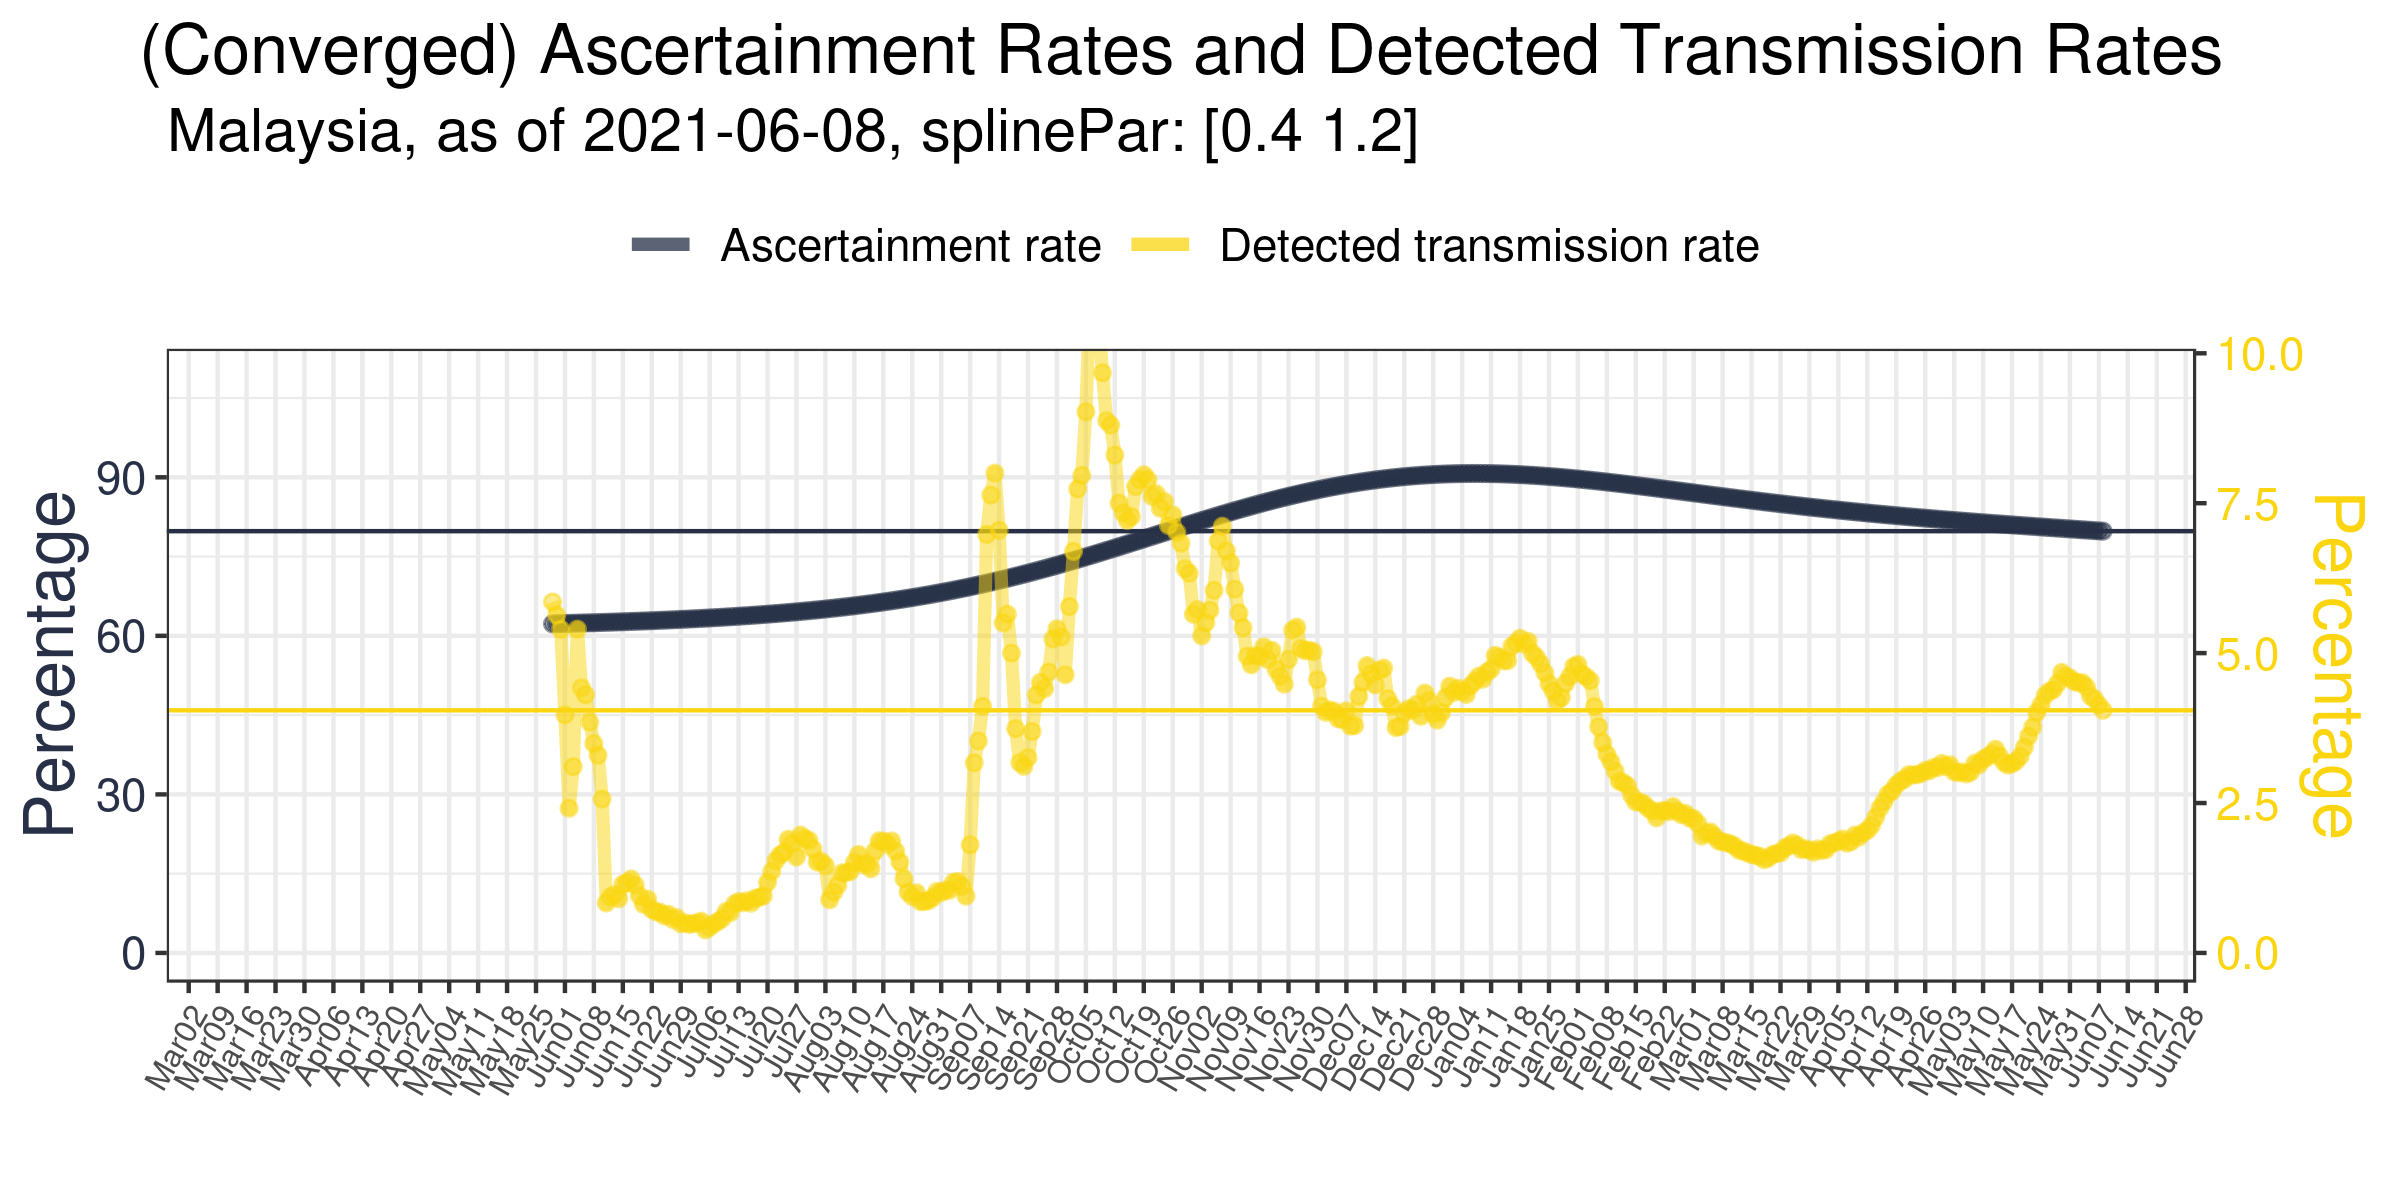 (Converged) Ascertainment Rates and Detected Transmission Rates
Malaysia, as of 2021-06-08, splinePar: [0.4 1.2]
Ascertainment rate
Detected transmission rate
Percentage
90
60
30
0
10.0
7.5
5.0
2.5
0.0
Percentage
Mar02
Mar09
Mar16
Mar23
Mar30
Apr06
Apr13
Apr20
Apr27
May04
May11
May18
May25
Jun01
Jun08
Jun15
Jun22
Jun29
Jul06
Jul13
Jul20
Jul27
Aug03
Aug10
Aug17
Aug24
Aug31
Sep07
Sep14
Sep21
Sep28
Oct05
Oct12
Oct19
Oct26
Nov02
Nov09
Nov16
Nov23
Nov30
Dec07
Dec14
Dec21
Dec28
Jan04
Jan11
Jan18
Jan25
Feb01
Feb08
Feb15
Feb22
Mar01
Mar08
Mar15
Mar22
Mar29
Apr05
Apr12
Apr19
Apr26
May03
May10
May17
May24
May31
Jun07
Jun14
Jun21
Jun28